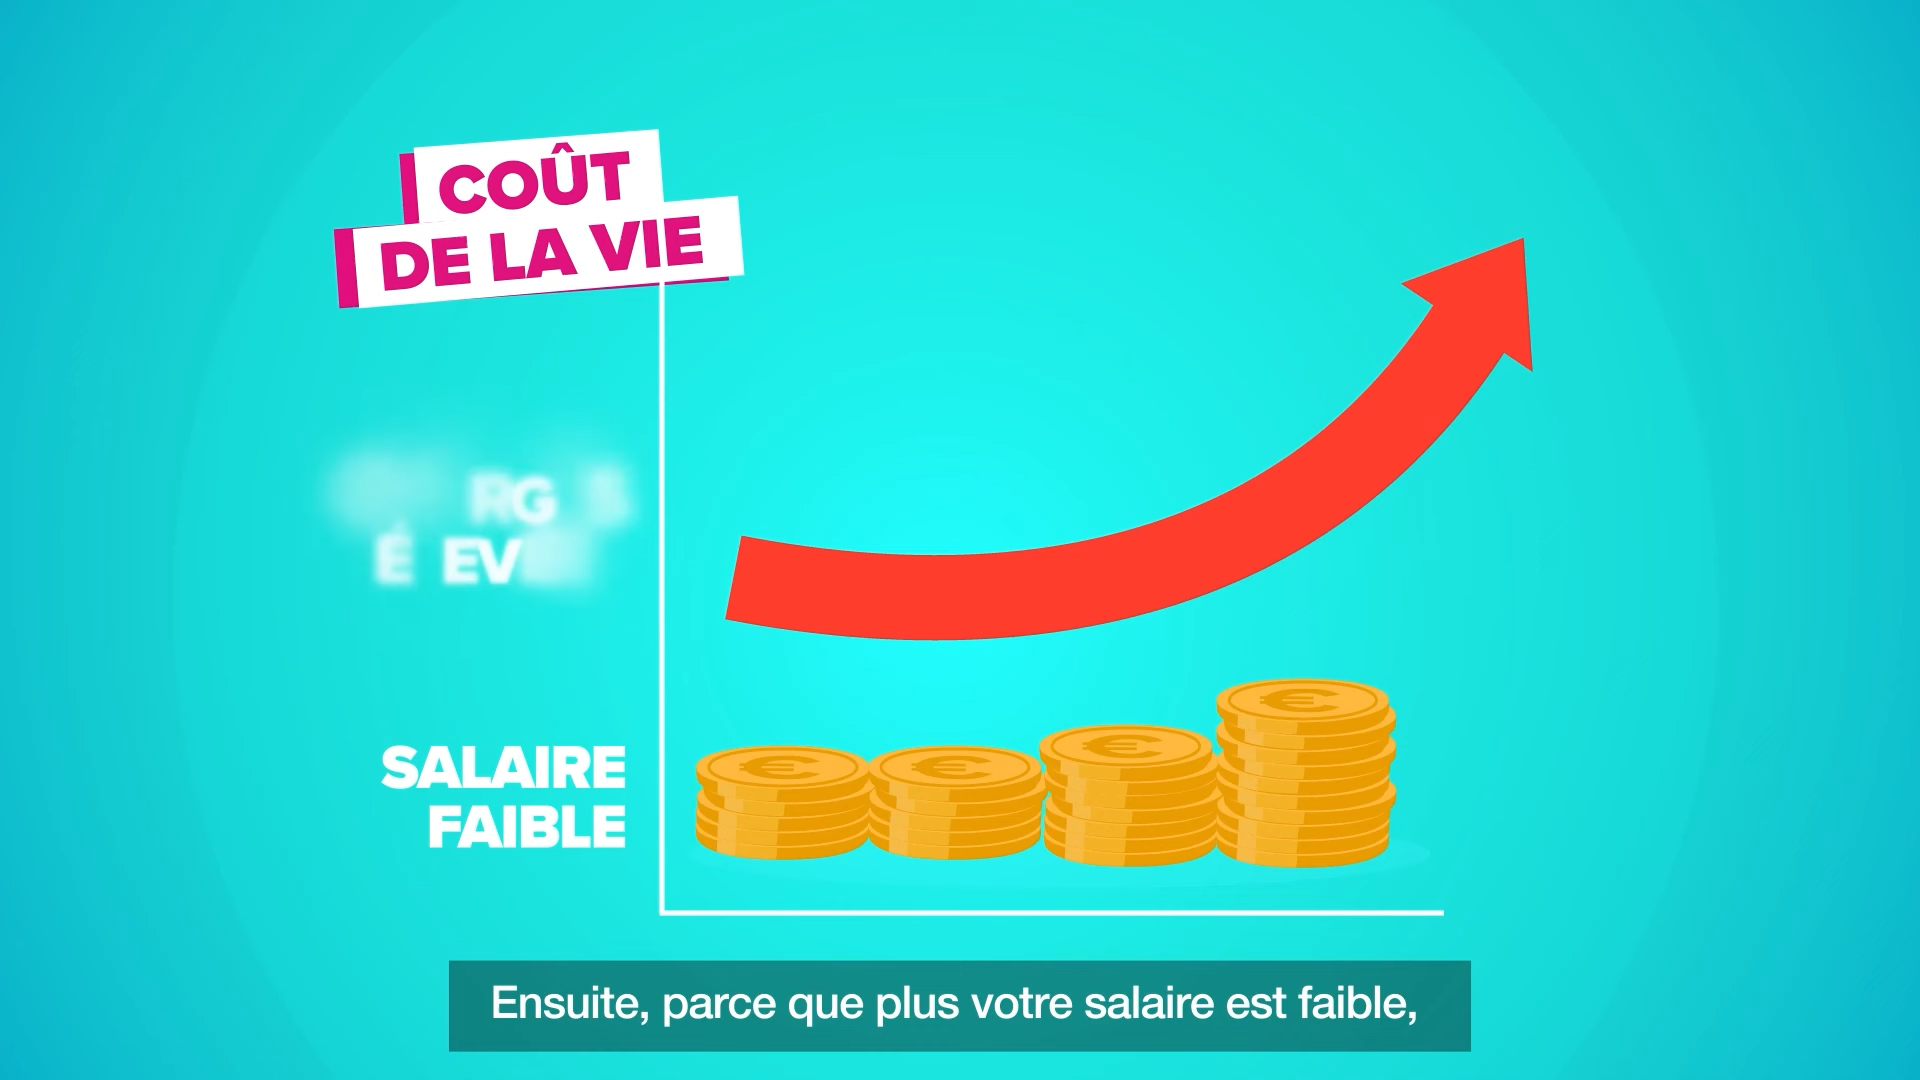 COÛT
DE LA VIE
SALAIRE
FAIBLE
Ensuite, parce que plus votre salaire est faible,